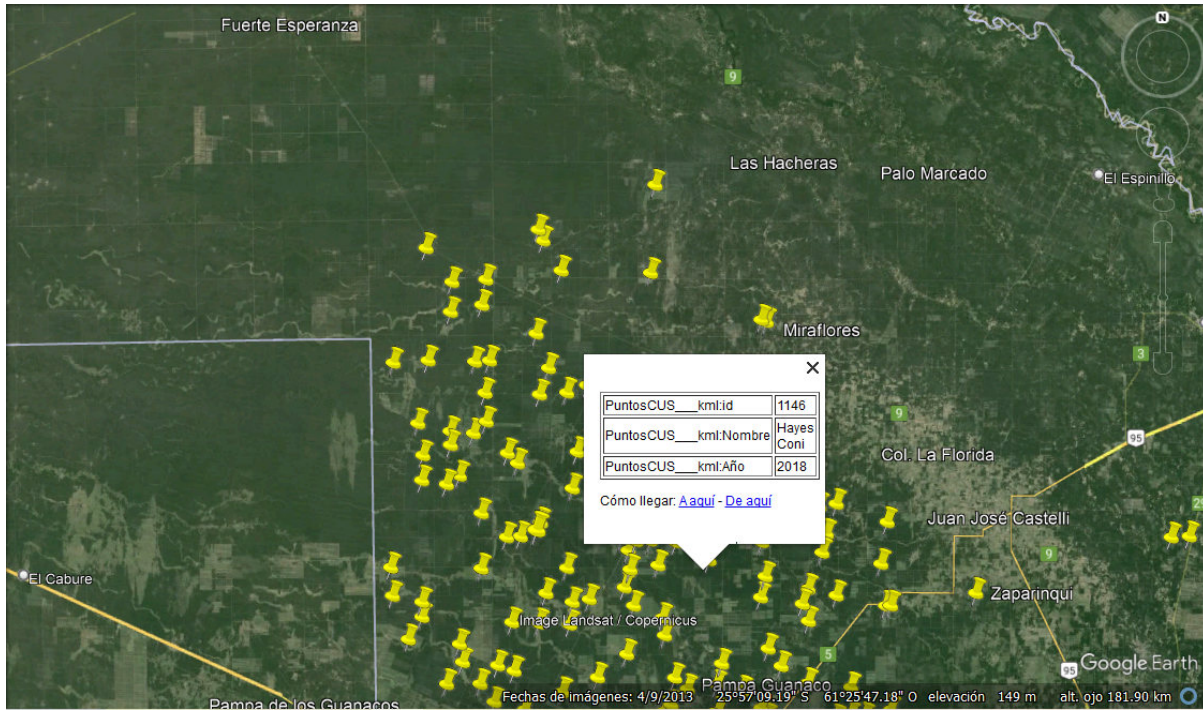 Fuerte Esperanza
N
9
Las Hacheras
Palo Marcado
El Espinillo
Miraflores
3
PuntosCUS___kml:id 1146
PuntosCUS___kml:Nombre Hayes Coni
PuntosCUS___kml:Año 2018
Cómo llegar: A aquí - De aquí
9
95
Col. La Florida
Juan José Castelli
9
El Cabure
Zaparinqui
Image Landsat / Copernicus
5
95
Google Earth
Pampa Guanaco
Pampa de los Guanacos
Fechas de imágenes: 4/9/2013 25°57'09.19" S 61°25'47.18" O elevación 149 m alt. ojo 181.90 km